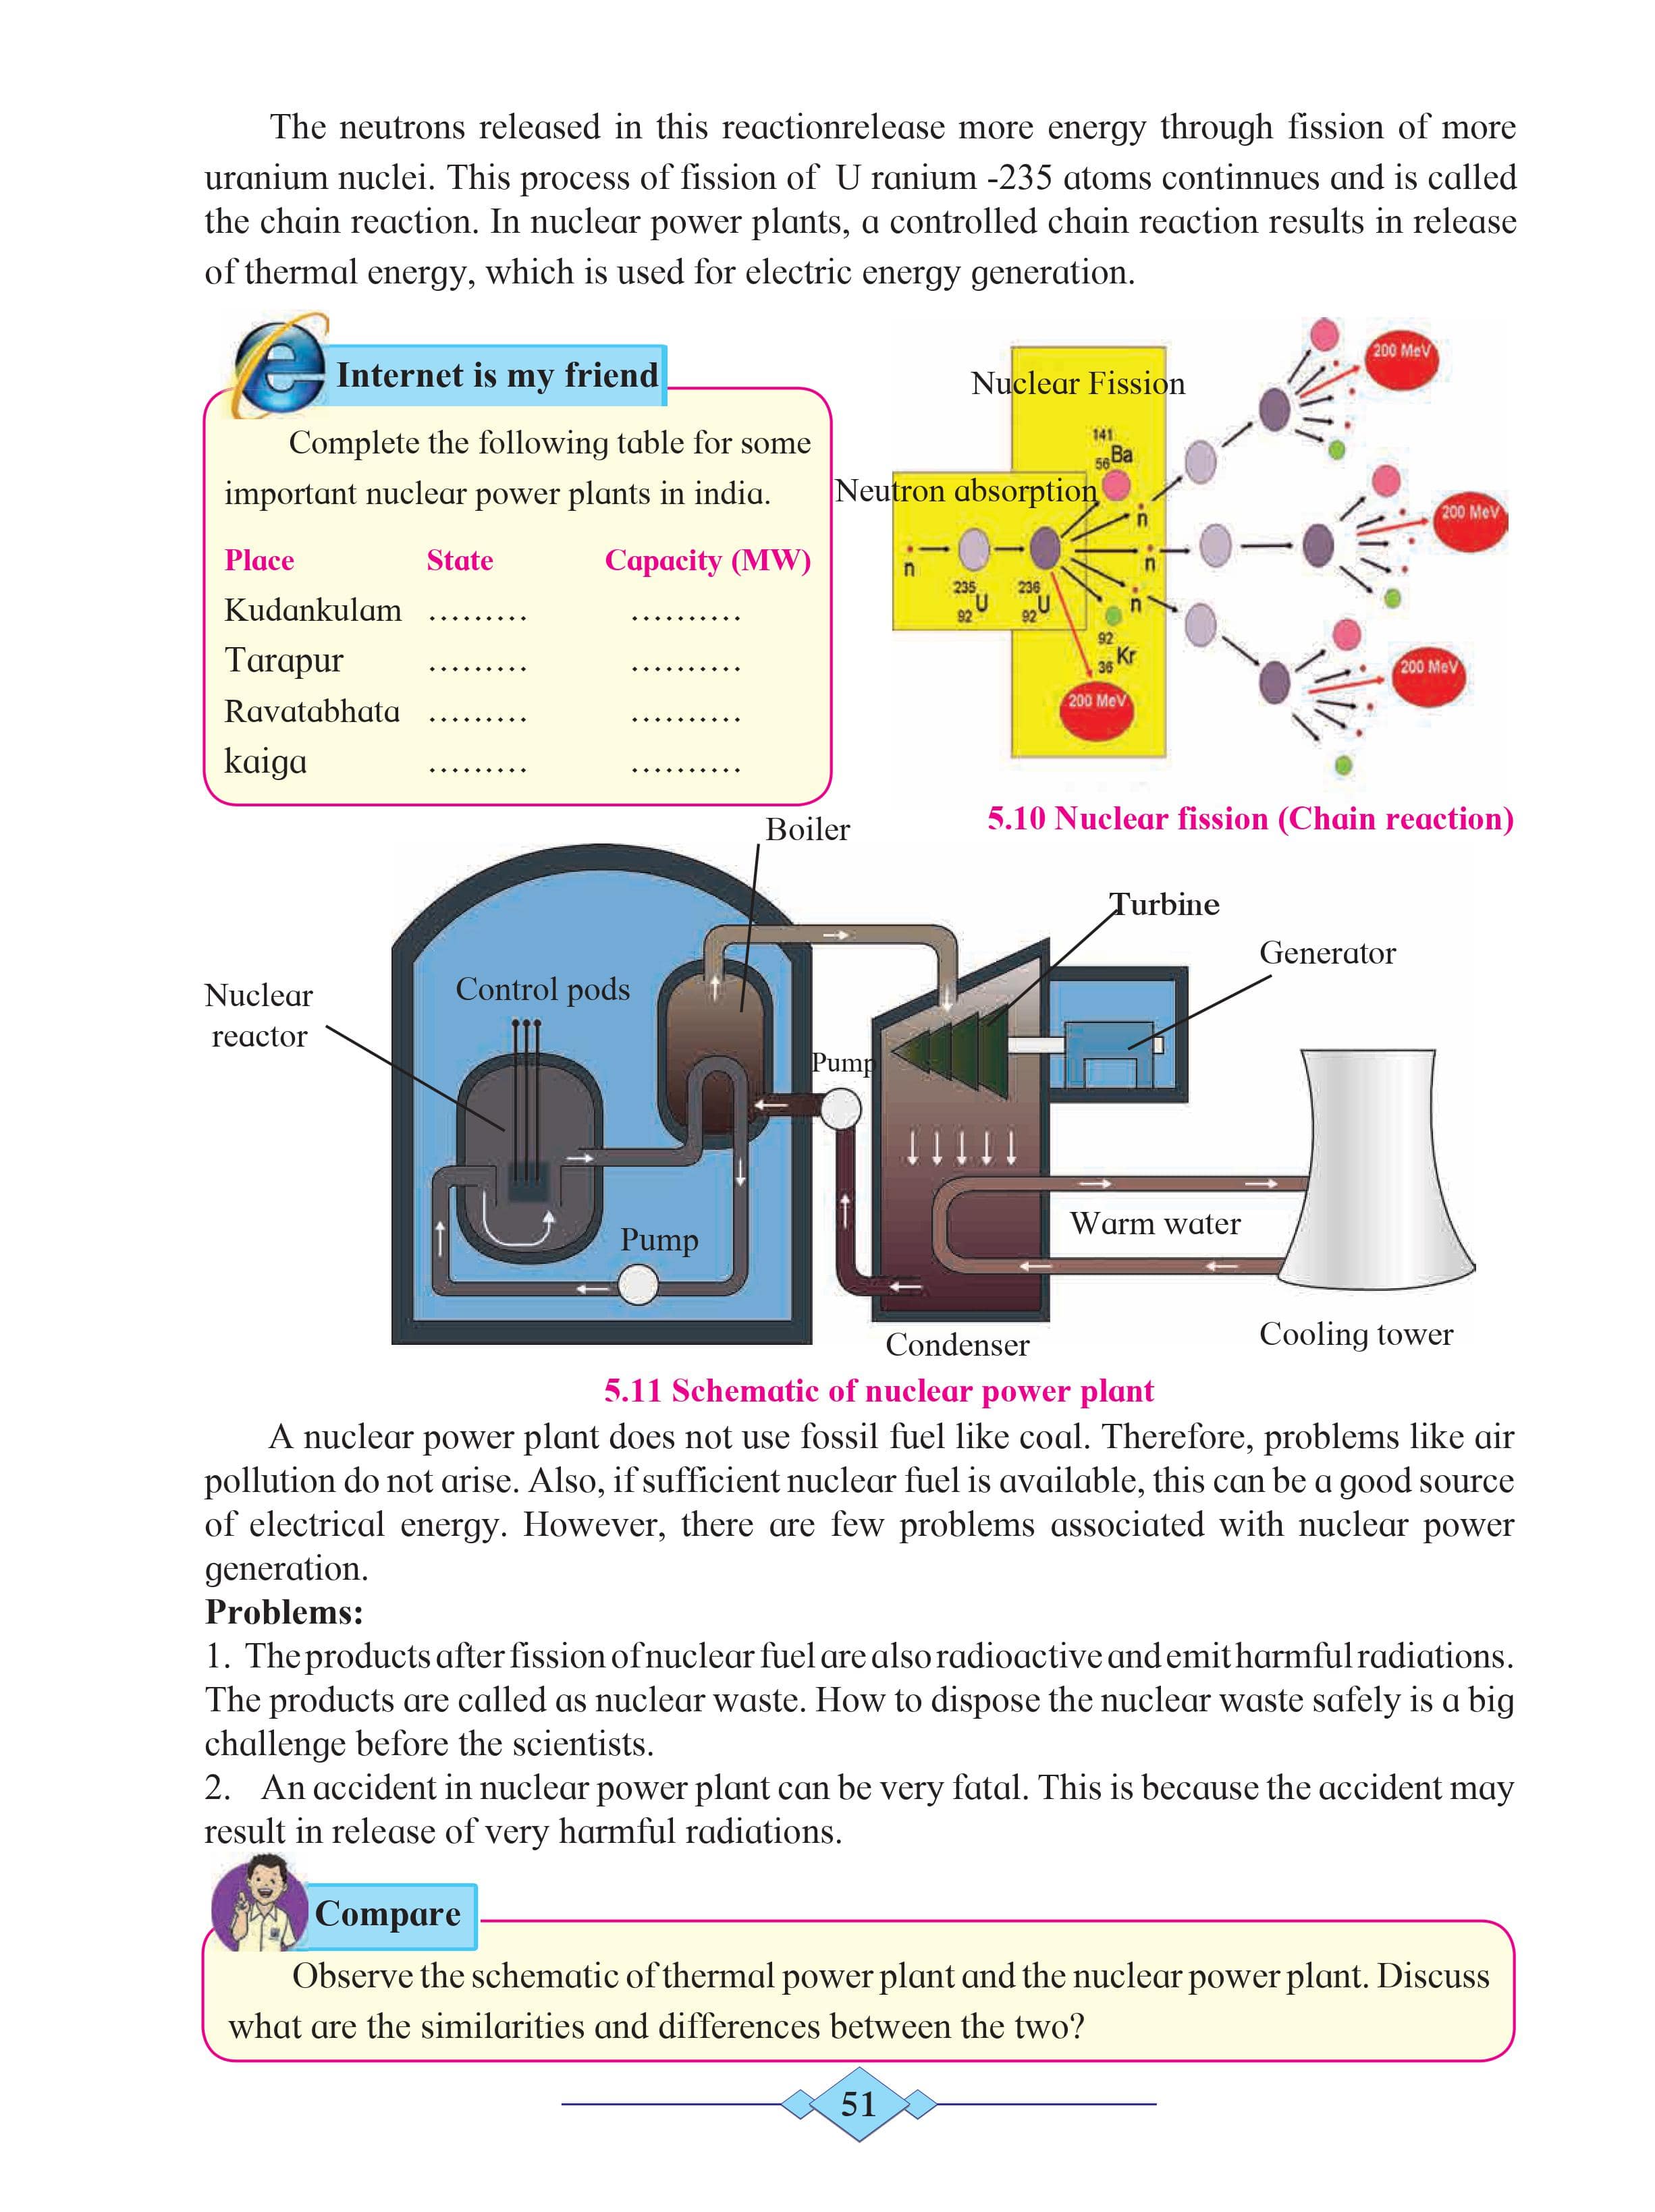 The neutrons released in this reactionrelease more energy through fission of more
uranium nuclei. This process of fission of U ranium -235 atoms continnues and is called
the chain reaction. In nuclear power plants, a controlled chain reaction results in release
of thermal energy, which is used for electric energy generation.
Internet is my friend
Complete the following table for some
important nuclear power plants in india.
Place State Capacity (MW)
Kudankulam ......... ..........
Tarapur ......... ..........
Ravatabhata ......... ..........
kaiga ......... ..........
Nuclear Fission
Neutron absorption
141
56 Ba
n
n
n
n
235
92 U
236
92 U
92
36 Kr
200 MeV
200 MeV
200 MeV
200 MeV
5.10 Nuclear fission (Chain reaction)
Boiler
Turbine
Generator
Nuclear
reactor
Control pods
Pump
Pump
Warm water
Condenser
Cooling tower
5.11 Schematic of nuclear power plant
A nuclear power plant does not use fossil fuel like coal. Therefore, problems like air
pollution do not arise. Also, if sufficient nuclear fuel is available, this can be a good source
of electrical energy. However, there are few problems associated with nuclear power
generation.
Problems:
1. The products after fission of nuclear fuel are also radioactive and emit harmful radiations.
The products are called as nuclear waste. How to dispose the nuclear waste safely is a big
challenge before the scientists.
2. An accident in nuclear power plant can be very fatal. This is because the accident may
result in release of very harmful radiations.
Compare
Observe the schematic of thermal power plant and the nuclear power plant. Discuss
what are the similarities and differences between the two?
51